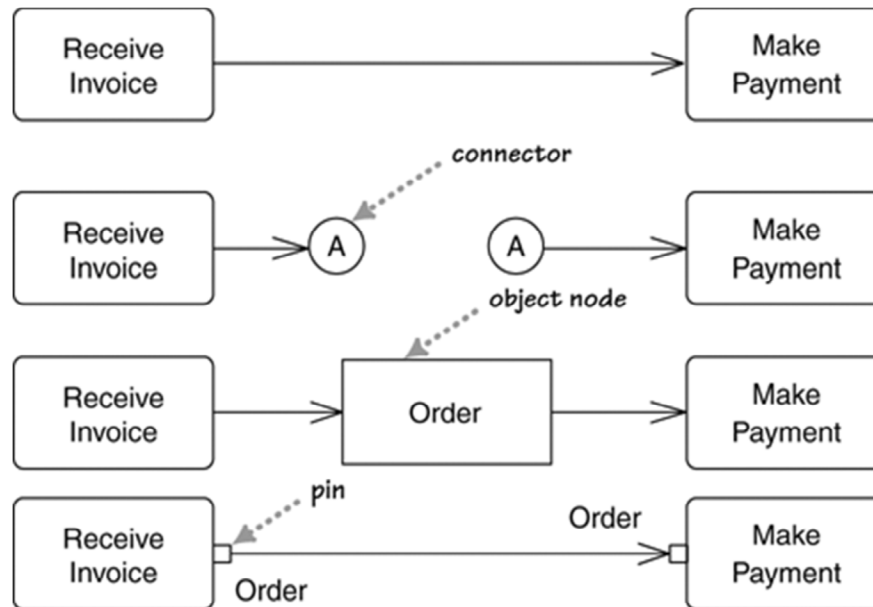 Receive
Invoice
Make
Payment
connector
Receive
Invoice
A
A
Make
Payment
object node
Receive
Invoice
Order
Make
Payment
pin
Receive
Invoice
Order
Order
Make
Payment